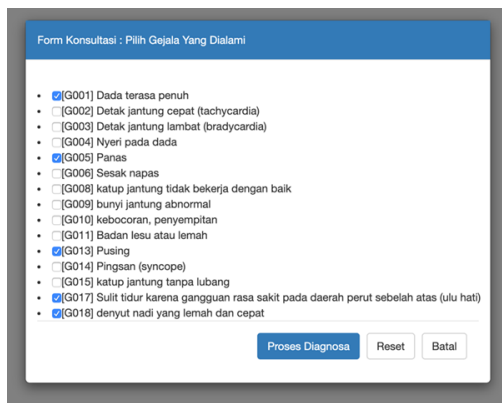 Form Konsultasi : Pilih Gejala Yang Dialami
[G001] Dada terasa penuh
[G002] Detak jantung cepat (tachycardia)
[G003] Detak jantung lambat (bradycardia)
[G004] Nyeri pada dada
[G005] Panas
[G006] Sesak napas
[G008] katup jantung tidak bekerja dengan baik
[G009] bunyi jantung abnormal
[G010] kebocoran, penyempitan
[G011] Badan lesu atau lemah
[G013] Pusing
[G014] Pingsan (syncope)
[G015] katup jantung tanpa lubang
[G017] Sulit tidur karena gangguan rasa sakit pada daerah perut sebelah atas (ulu hati)
[G018] denyut nadi yang lemah dan cepat
Proses Diagnosa Reset Batal